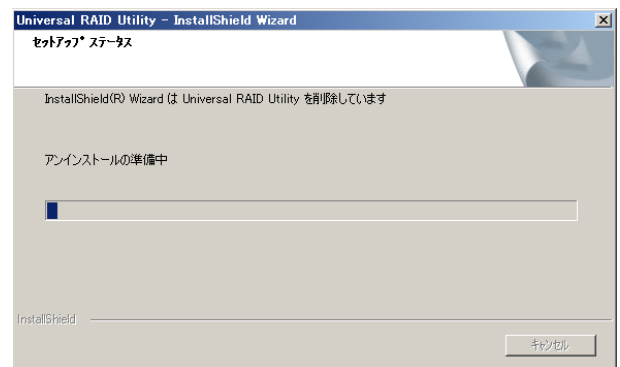 Universal RAID Utility - InstallShield Wizard
ｾｯﾄｱｯﾌﾟ ｽﾃｰﾀｽ
InstallShield(R) Wizard は Universal RAID Utility を削除しています
アンインストールの準備中
InstallShield
キャンセル